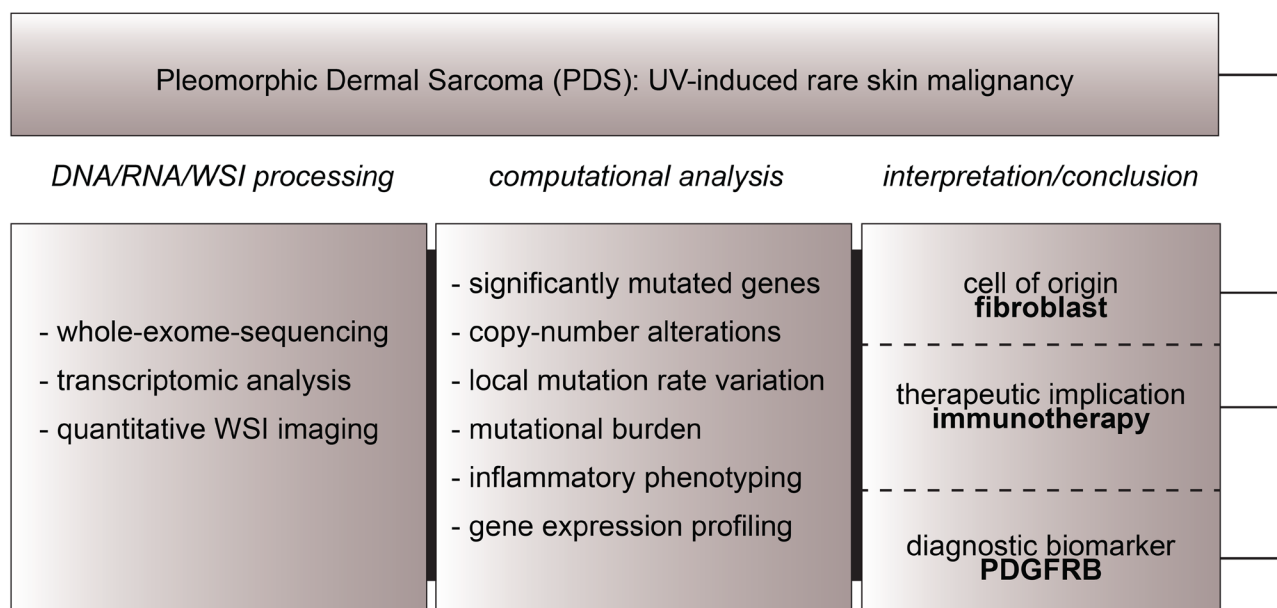 Pleomorphic Dermal Sarcoma (PDS): UV-induced rare skin malignancy
DNA/RNA/WSI processing
computational analysis
interpretation/conclusion
- whole-exome-sequencing
- transcriptomic analysis
- quantitative WSI imaging
- significantly mutated genes
- copy-number alterations
- local mutation rate variation
- mutational burden
- inflammatory phenotyping
- gene expression profiling
cell of origin
fibroblast
therapeutic implication
immunotherapy
diagnostic biomarker
PDGFRB